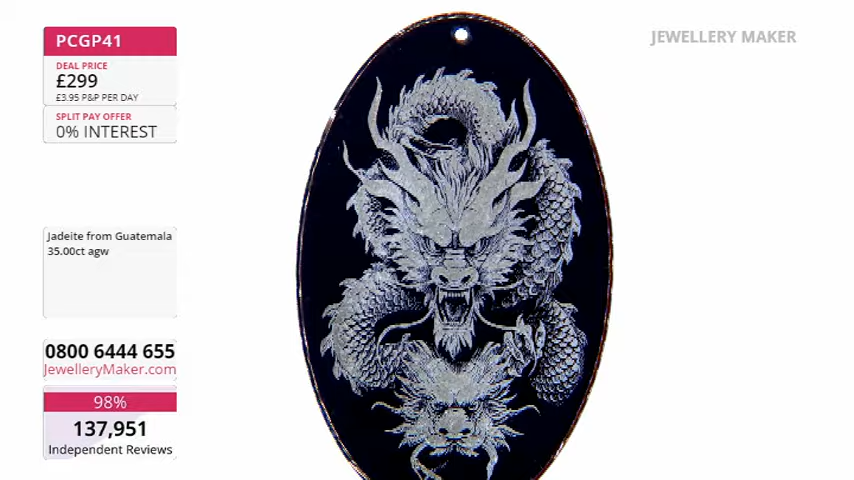 PCGP41
DEAL PRICE
£299
£3.95 P&P PER DAY
SPLIT PAY OFFER
0% INTEREST
Jadeite from Guatemala
35.00ct agw
0800 6444 655
JewelleryMaker.com
98%
137,951
Independent Reviews
JEWELLERY MAKER